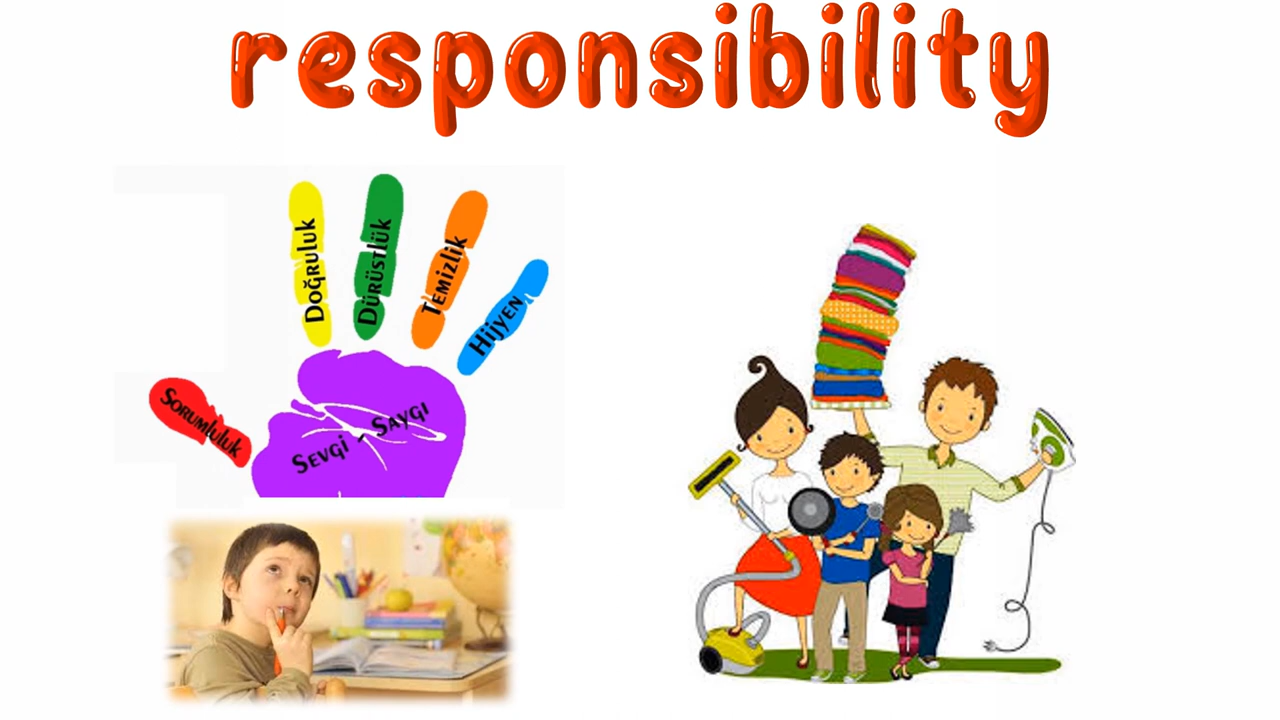 responsibility
Sorumluluk
Doğruluk
Dürüstlük
Temizlik
Hijyen
Sevgi - Saygı